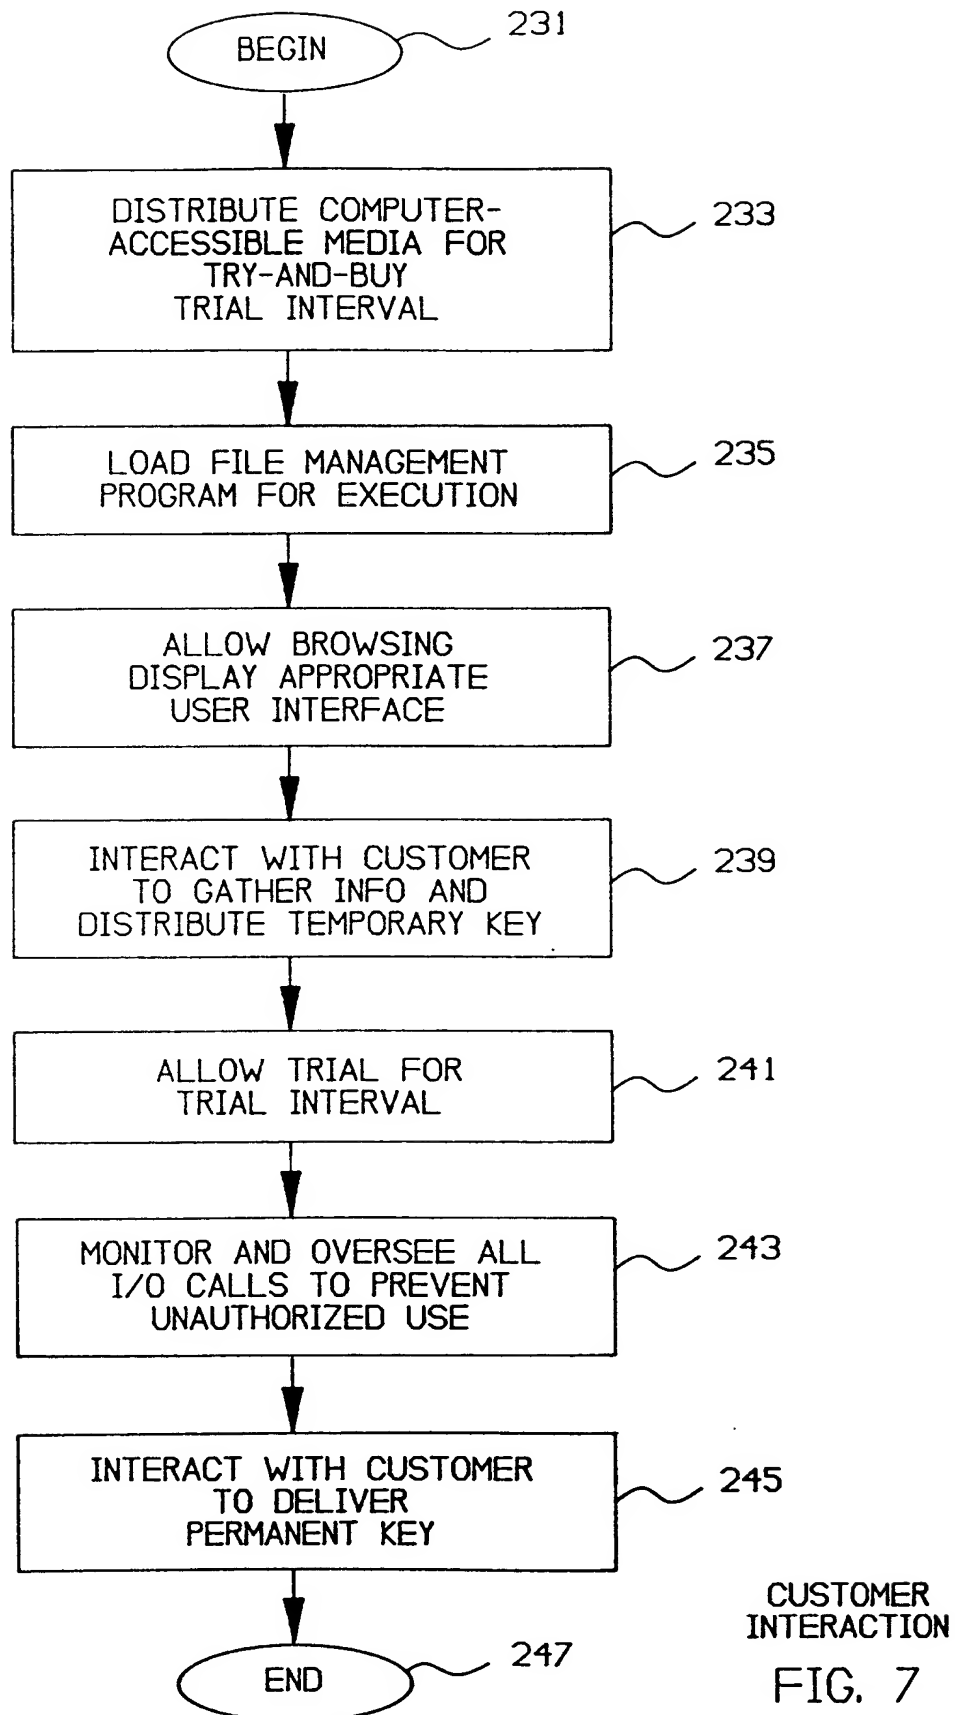 BEGIN
231
DISTRIBUTE COMPUTER-
ACCESSIBLE MEDIA FOR
TRY-AND-BUY
TRIAL INTERVAL
233
LOAD FILE MANAGEMENT
PROGRAM FOR EXECUTION
235
ALLOW BROWSING
DISPLAY APPROPRIATE
USER INTERFACE
237
INTERACT WITH CUSTOMER
TO GATHER INFO AND
DISTRIBUTE TEMPORARY KEY
239
ALLOW TRIAL FOR
TRIAL INTERVAL
241
MONITOR AND OVERSEE ALL
I/O CALLS TO PREVENT
UNAUTHORIZED USE
243
INTERACT WITH CUSTOMER
TO DELIVER
PERMANENT KEY
245
END
247
CUSTOMER
INTERACTION
FIG. 7